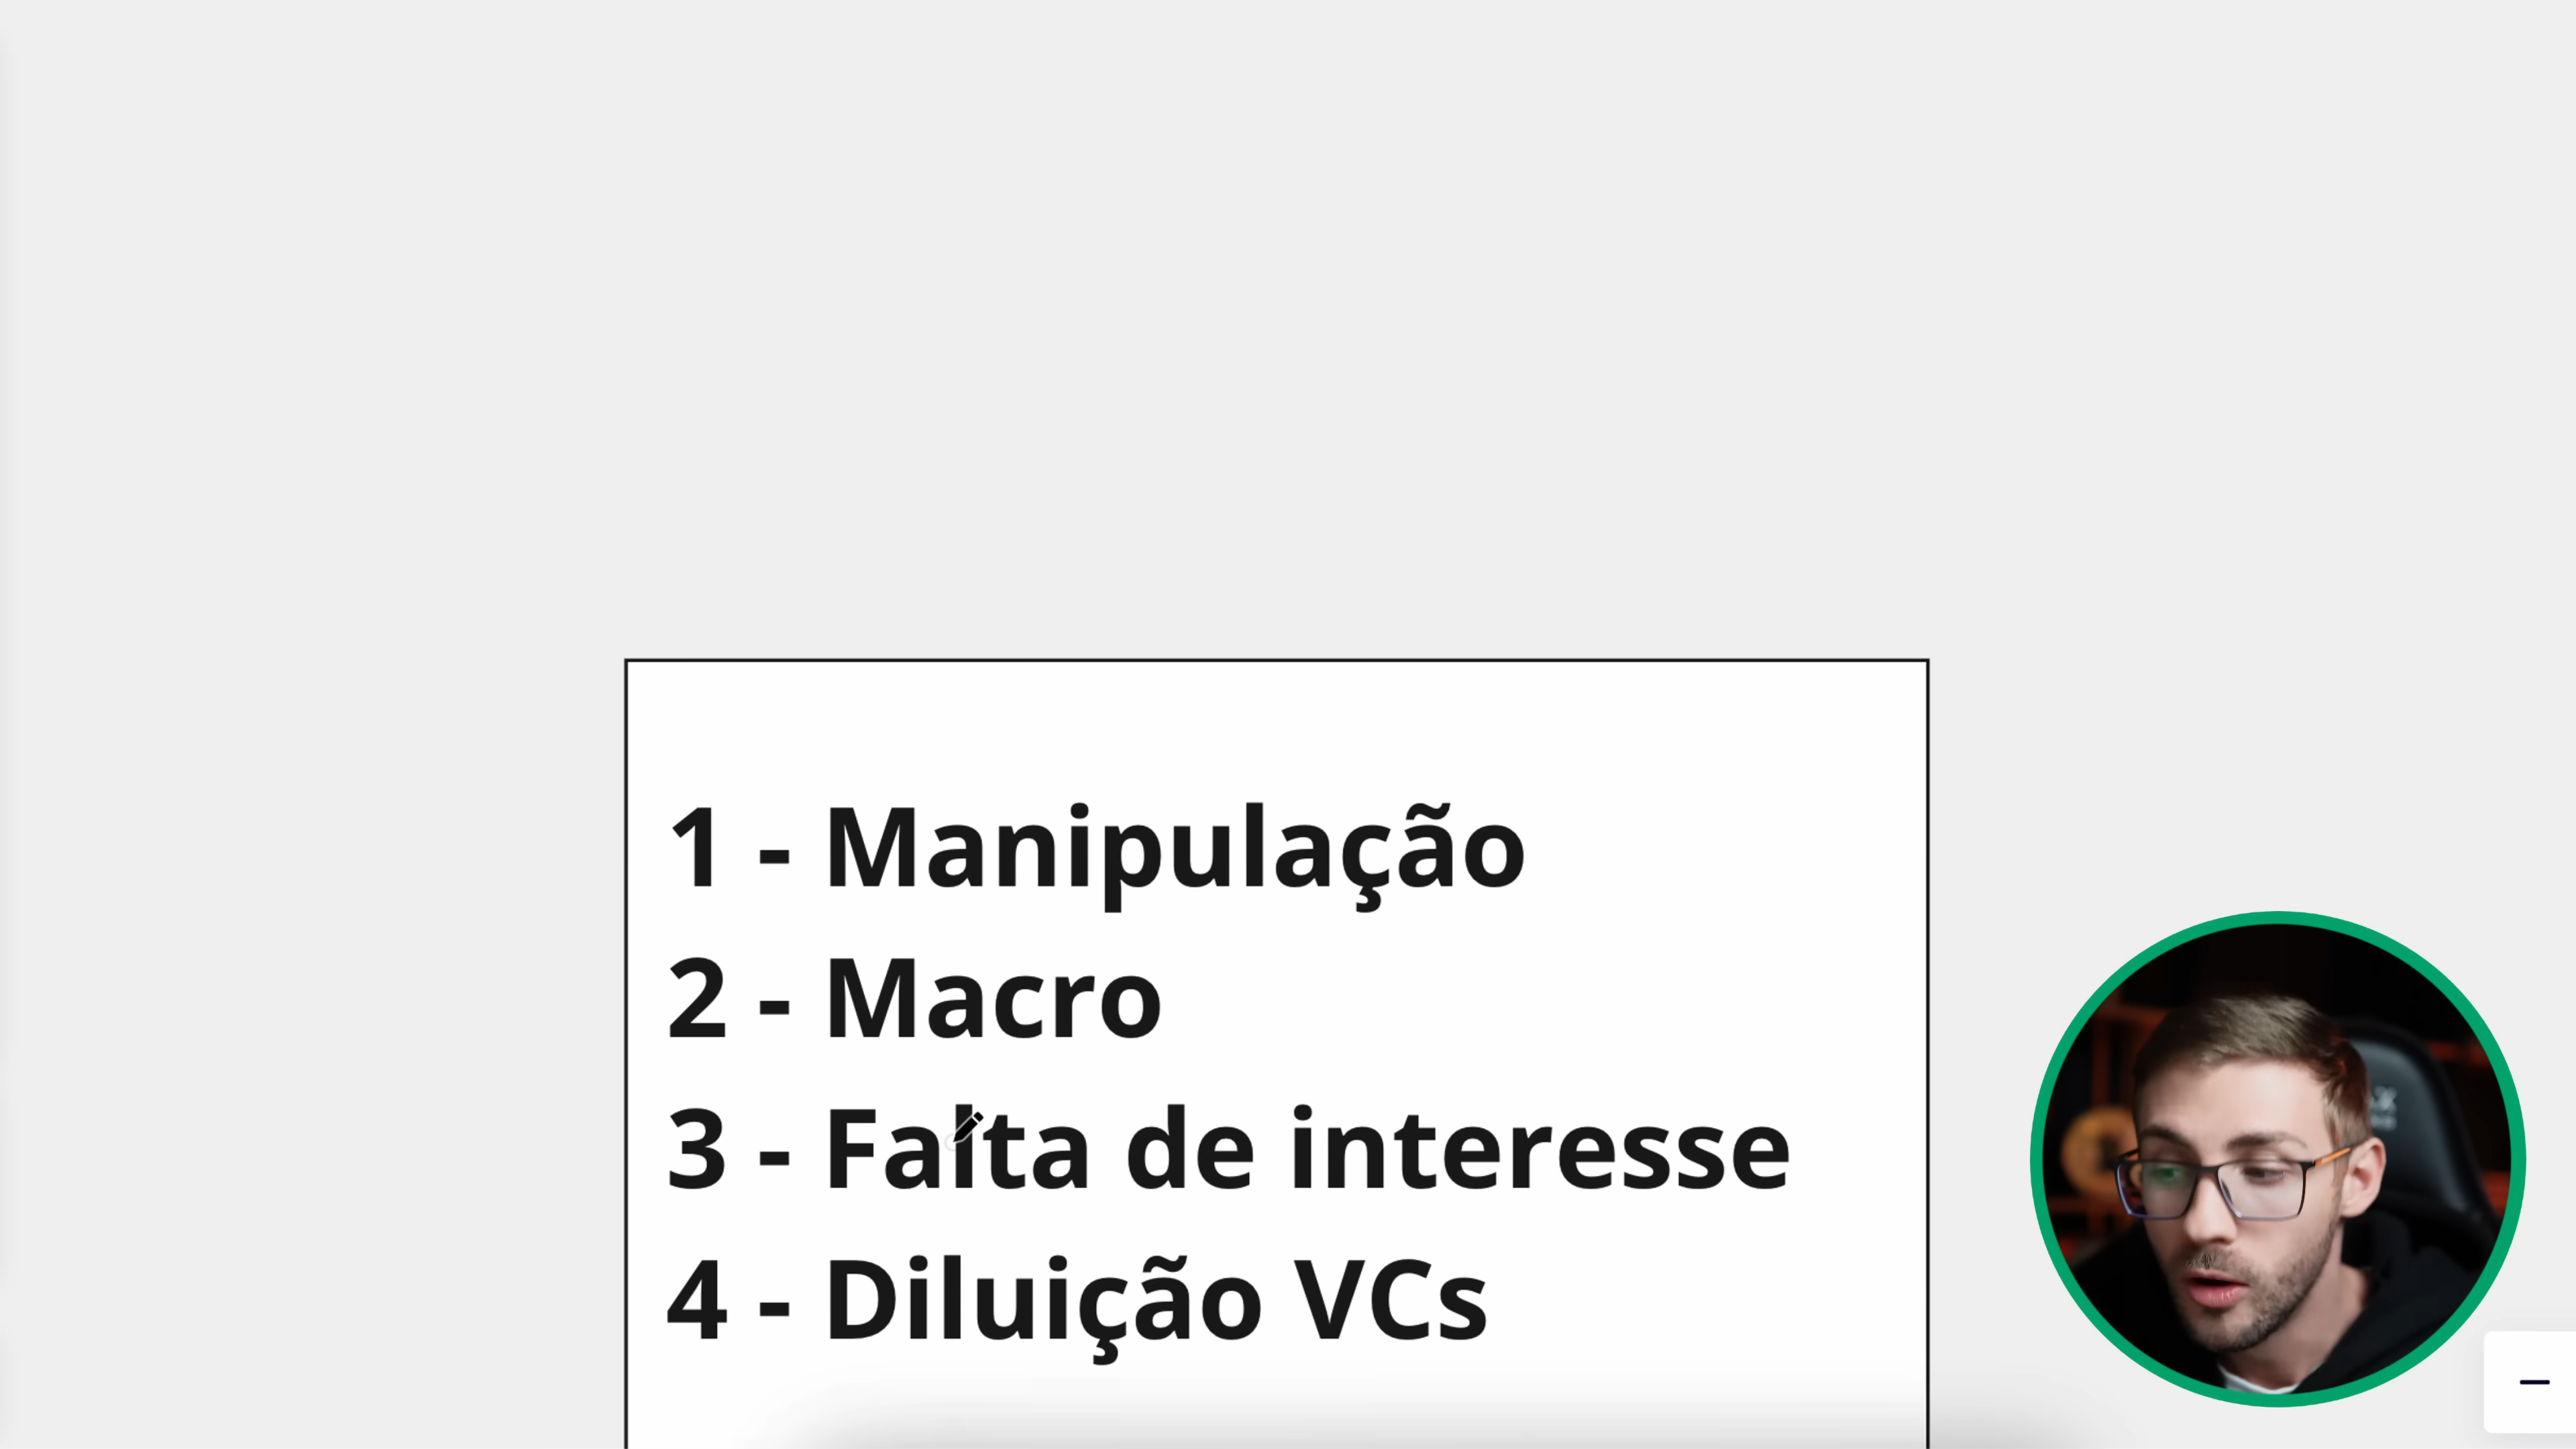 1 - Manipulação
2 - Macro
3 - Falta de interesse
4 - Diluição VCs